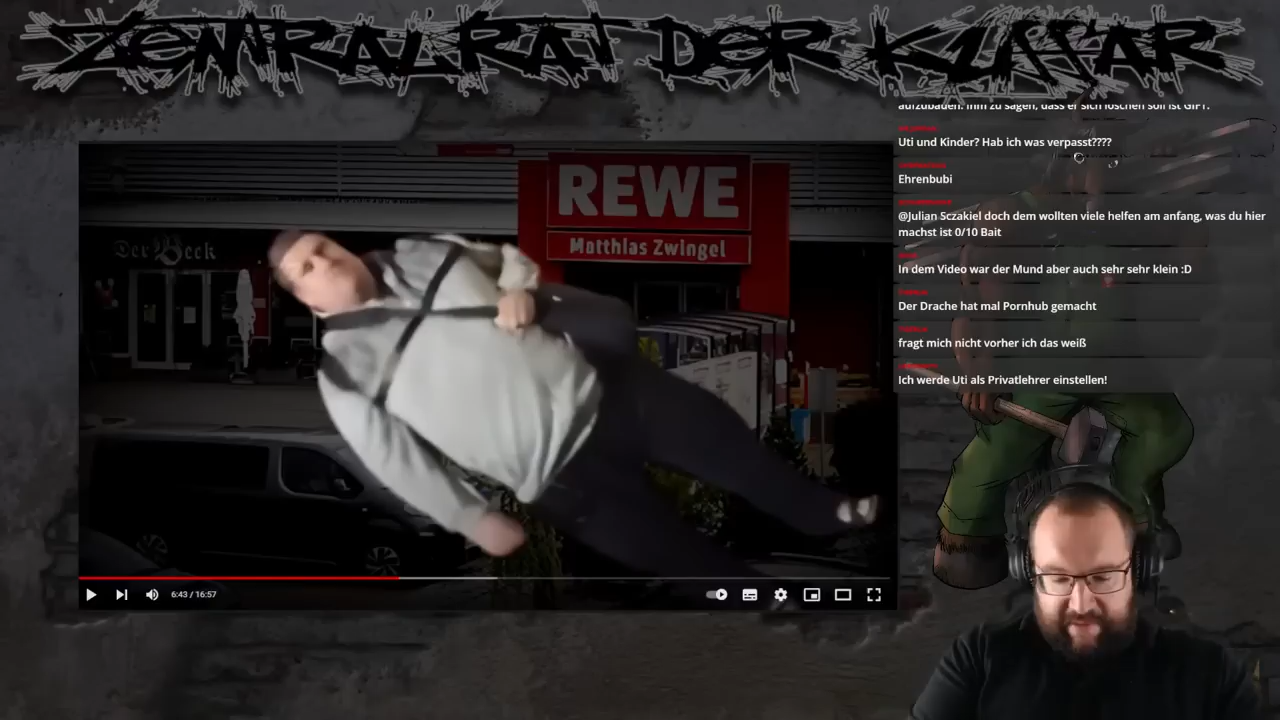 ZENTRALRAT DER KUFFAR
aufzubauen. Ihm zu sagen, dass er sich löschen soll ist GIFT.
Uti und Kinder? Hab ich was verpasst????
Ehrenbubi
@Julian Sczakiel doch dem wollten viele helfen am anfang, was du hier
machst ist 0/10 Bait
In dem Video war der Mund aber auch sehr sehr klein :D
Der Drache hat mal Pornhub gemacht
fragt mich nicht vorher ich das weiß
Ich werde Uti als Privatlehrer einstellen!
REWE
Matthias Zwingel
Der Beck
6:43 / 16:57